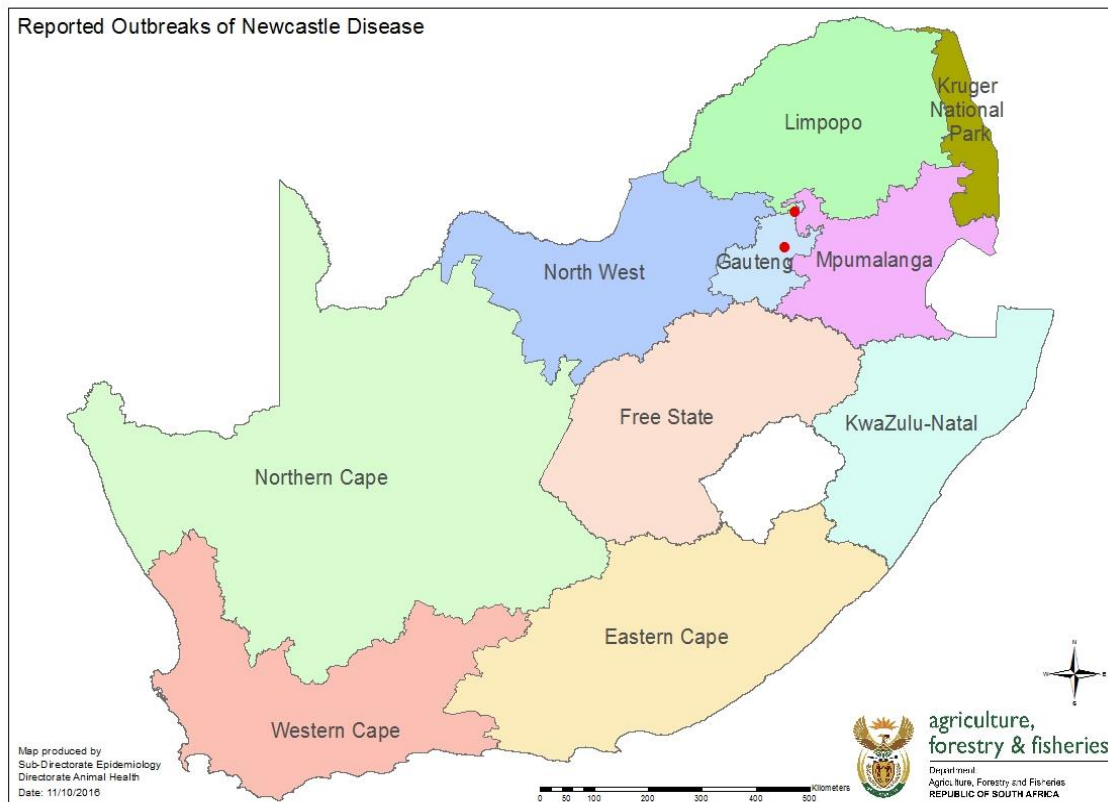 Reported Outbreaks of Newcastle Disease
Kruger
National
Park
Limpopo
North West
Gauteng
Mpumalanga
Free State
KwaZulu-Natal
Northern Cape
Eastern Cape
Western Cape
N
W
E
S
Map produced by
Sub-Directorate Epidemiology
Directorate Animal Health
Date: 11/10/2016
Kilometers
0 50 100 200 300 400 500
agriculture,
forestry & fisheries
Department:
Agriculture, Forestry and Fisheries
REPUBLIC OF SOUTH AFRICA